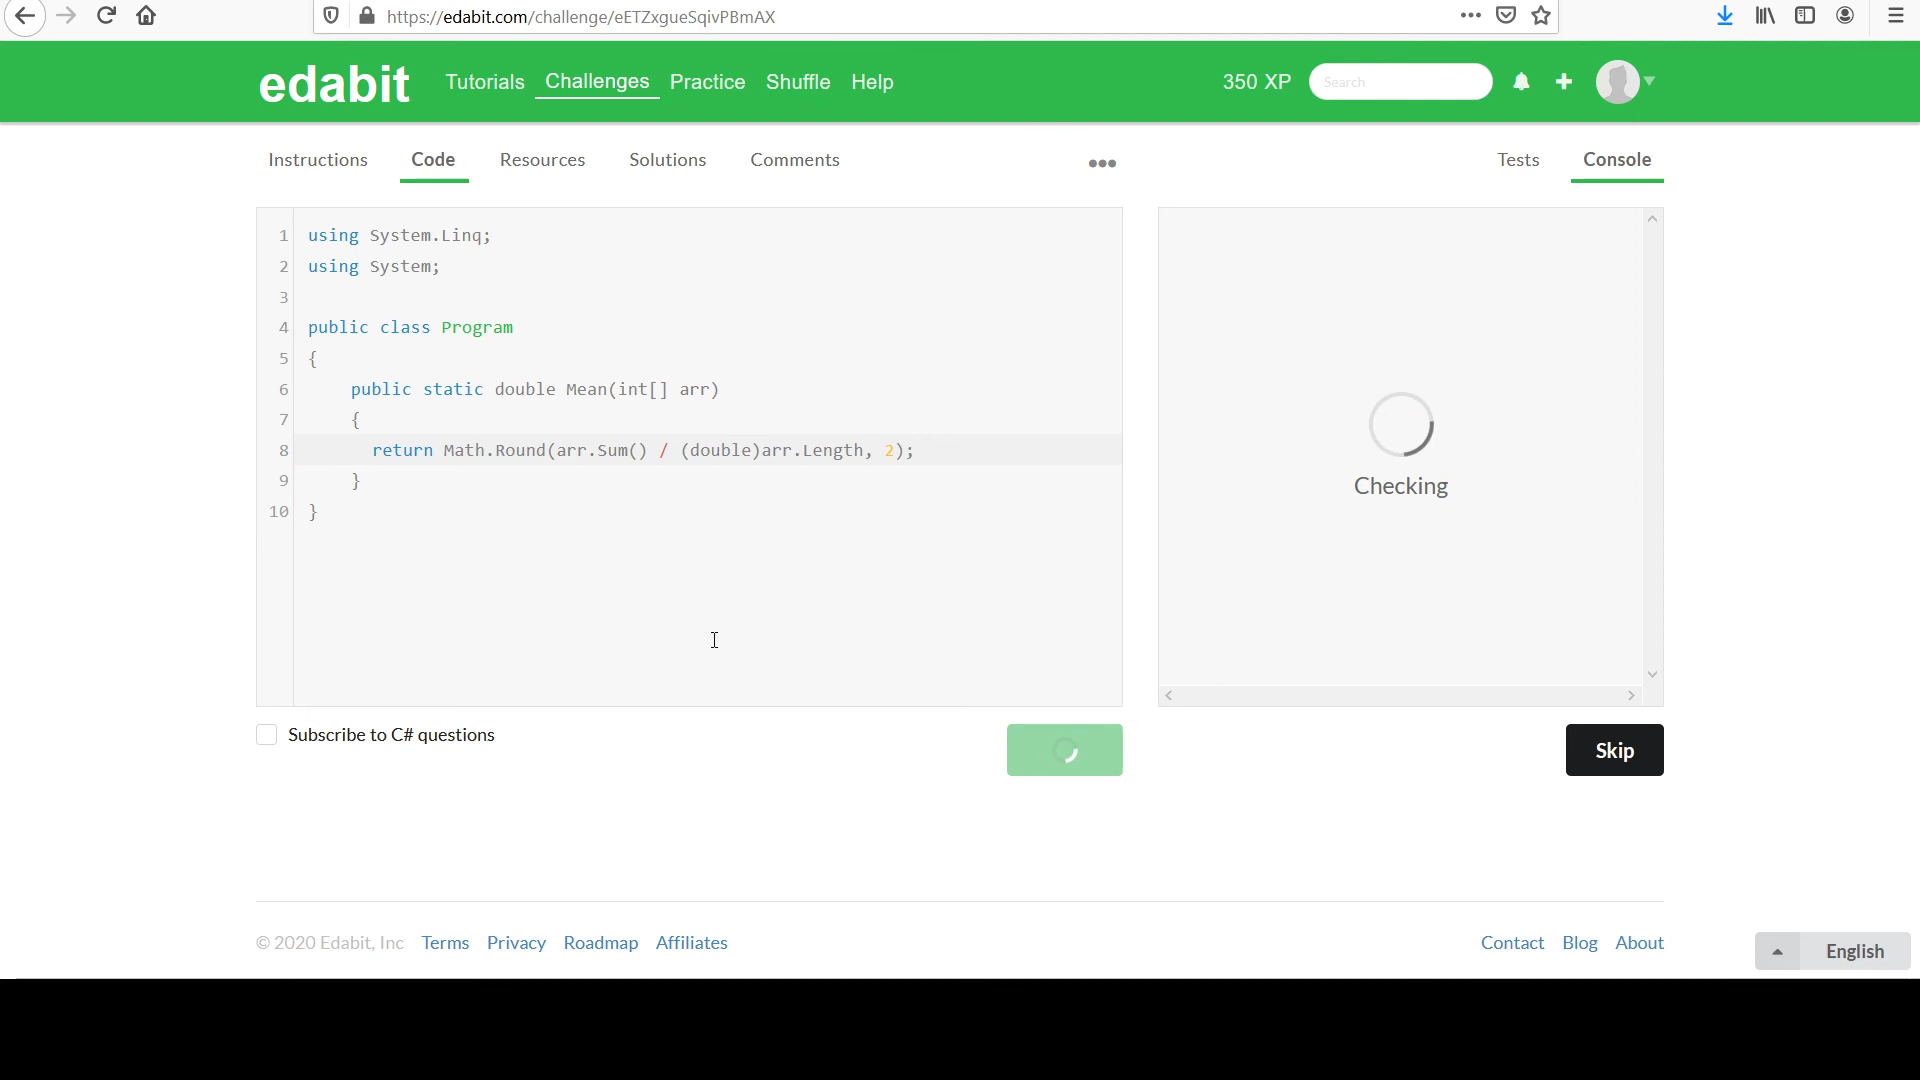 https://edabit.com/challenge/eETZxgueSqivPBmAX
edabit Tutorials Challenges Practice Shuffle Help 350 XP Search
Instructions Code Resources Solutions Comments Tests Console
1 using System.Linq;
2 using System;
3
4 public class Program
5 {
6 public static double Mean(int[] arr)
7 {
8 return Math.Round(arr.Sum() / (double)arr.Length, 2);
9 }
10 }
Checking
Subscribe to C# questions
Skip
© 2020 Edabit, Inc Terms Privacy Roadmap Affiliates Contact Blog About
English